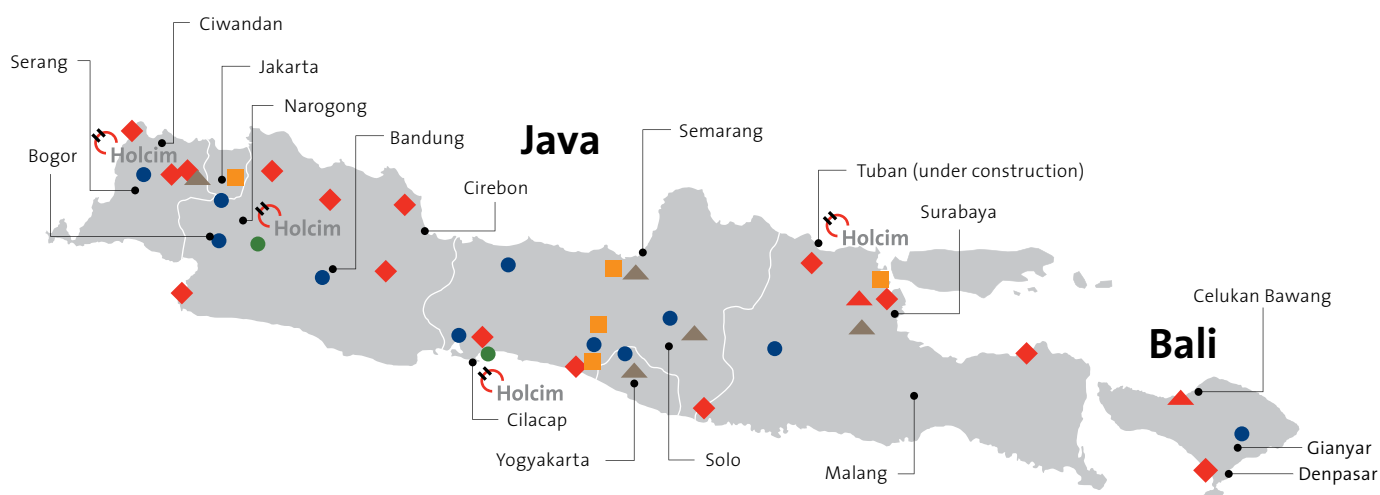 Ciwandan
Serang
Jakarta
Narogong
Java
Semarang
Bandung
Holcim
Bogor
Tuban (under construction)
Cirebon
Surabaya
Holcim
Holcim
Celukan Bawang
Bali
Holcim
Cilacap
Gianyar
Yogyakarta
Solo
Malang
Denpasar